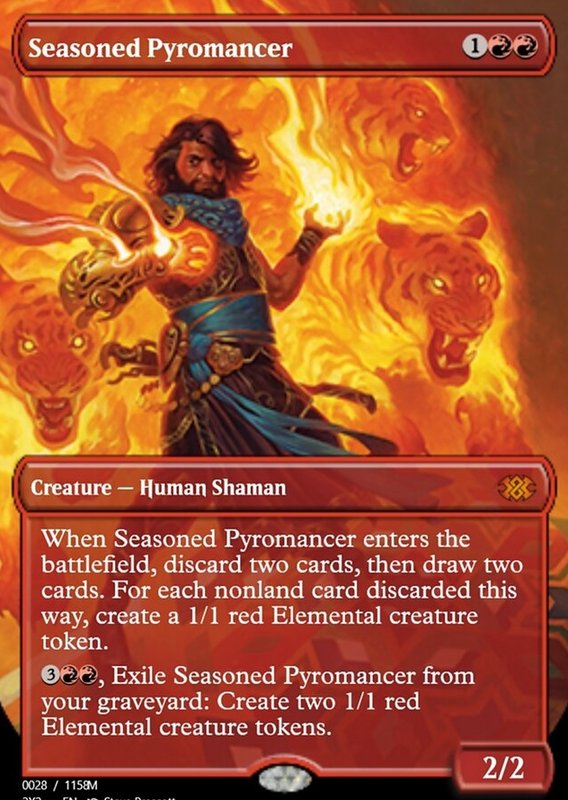 Seasoned Pyromancer 1
Creature — Human Shaman
When Seasoned Pyromancer enters the
battlefield, discard two cards, then draw two
cards. For each nonland card discarded this
way, create a 1/1 red Elemental creature
token.
3, Exile Seasoned Pyromancer from
your graveyard: Create two 1/1 red
Elemental creature tokens.
2/2
0028 / 1158M